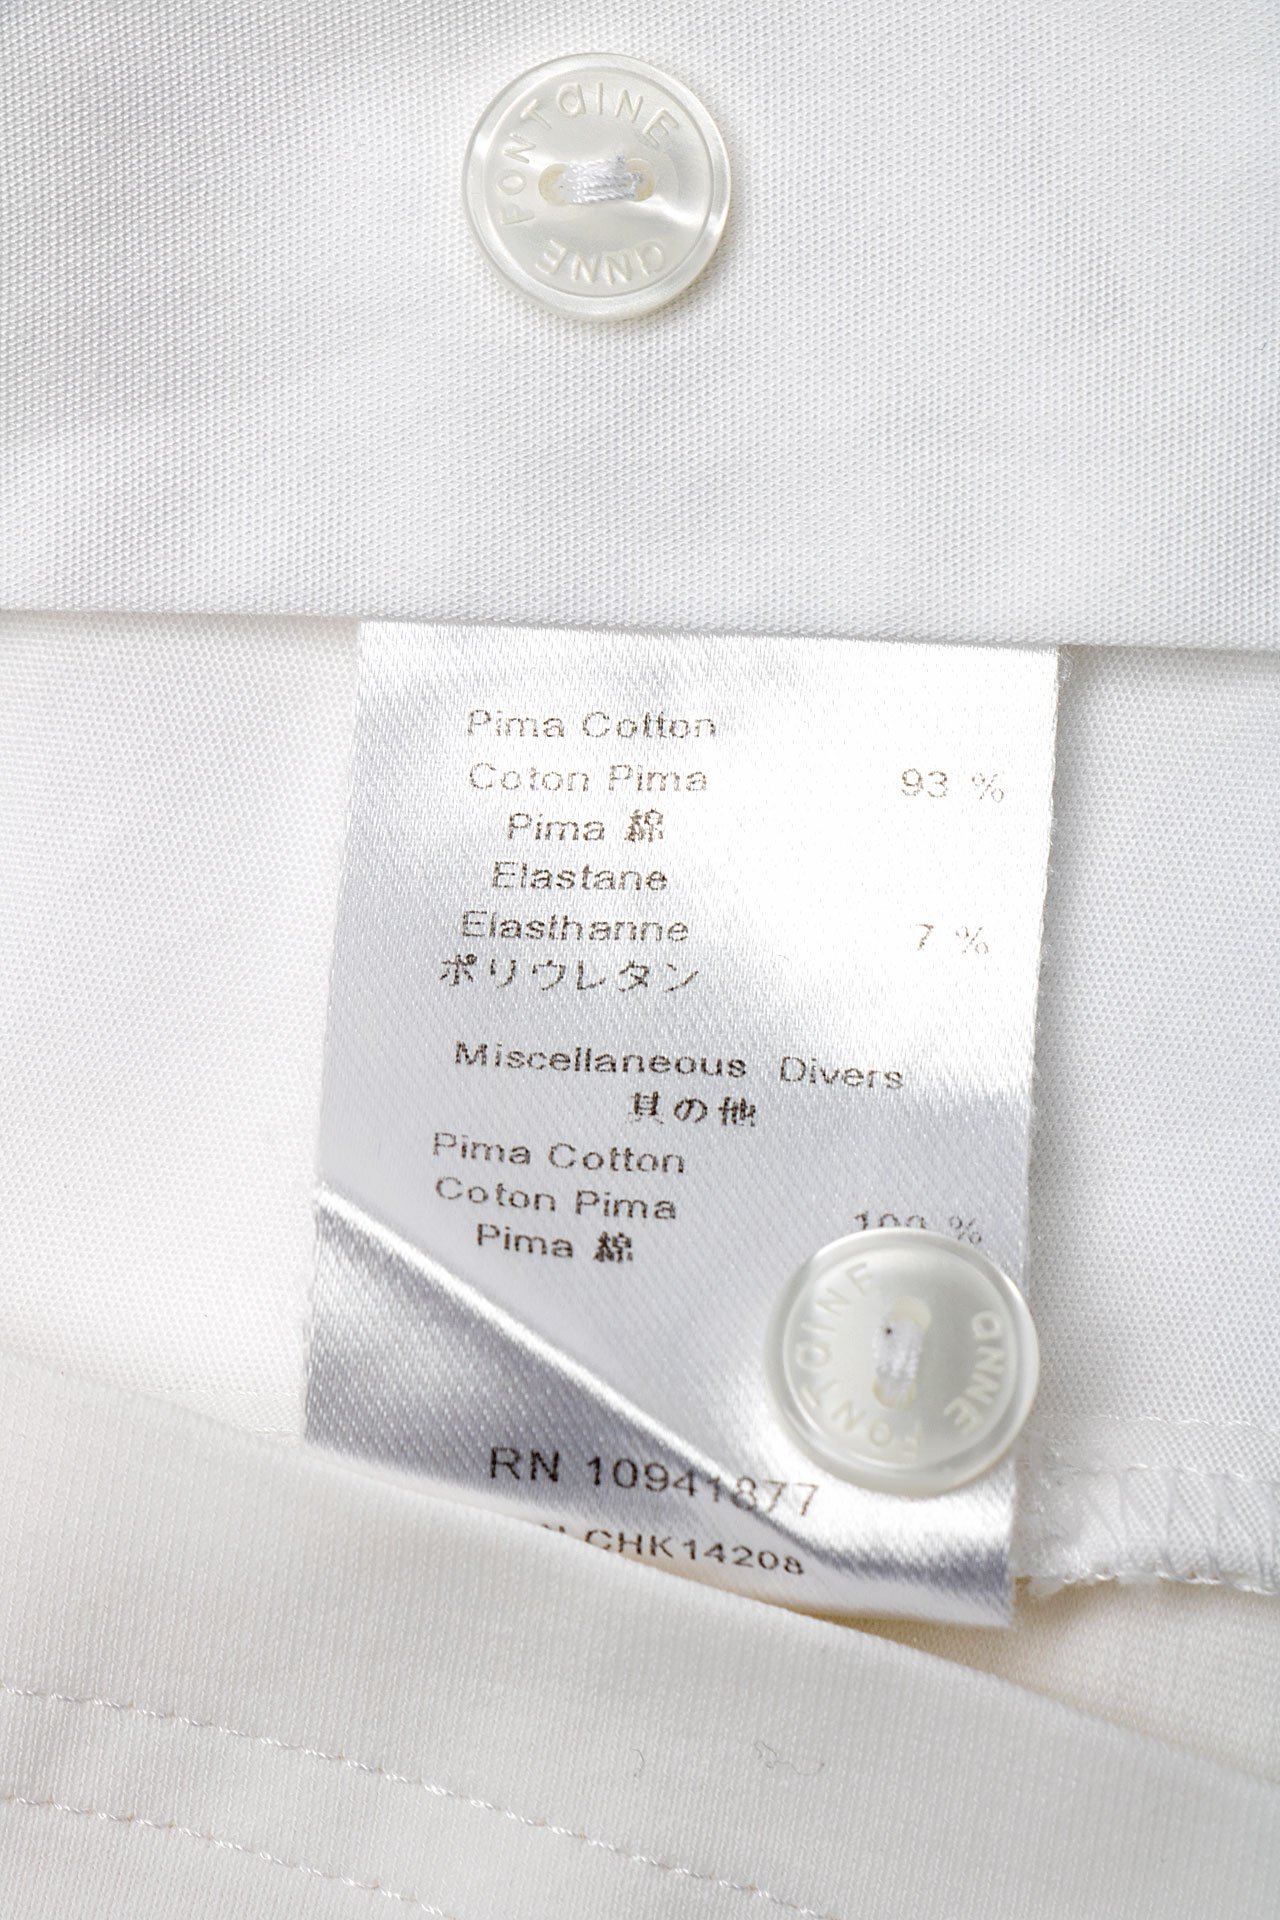 ANNE FONTAINE
Pima Cotton
Coton Pima 93 %
Pima 綿
Elastane
Elasthanne 7 %
ポリウレタン
Miscellaneous Divers
其の他
Pima Cotton
Coton Pima 100 %
Pima 綿
ANNE FONTAINE
RN 10941877
CHK14208